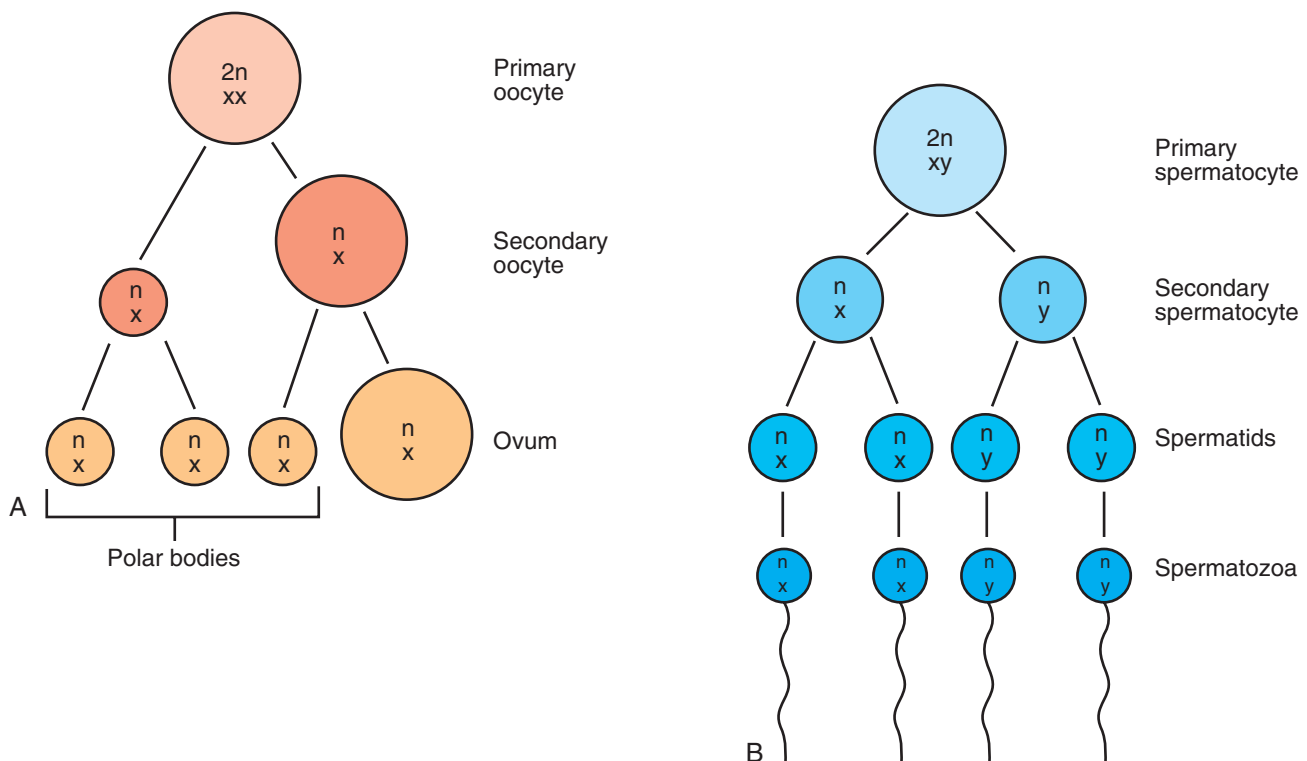 2n
xx
Primary
oocyte
n
x
Secondary
oocyte
n
x
n
x
n
x
n
x
n
x
Ovum
A
Polar bodies
2n
xy
Primary
spermatocyte
n
x
n
y
Secondary
spermatocyte
n
x
n
x
n
y
n
y
Spermatids
n
x
n
x
n
y
n
y
Spermatozoa
B